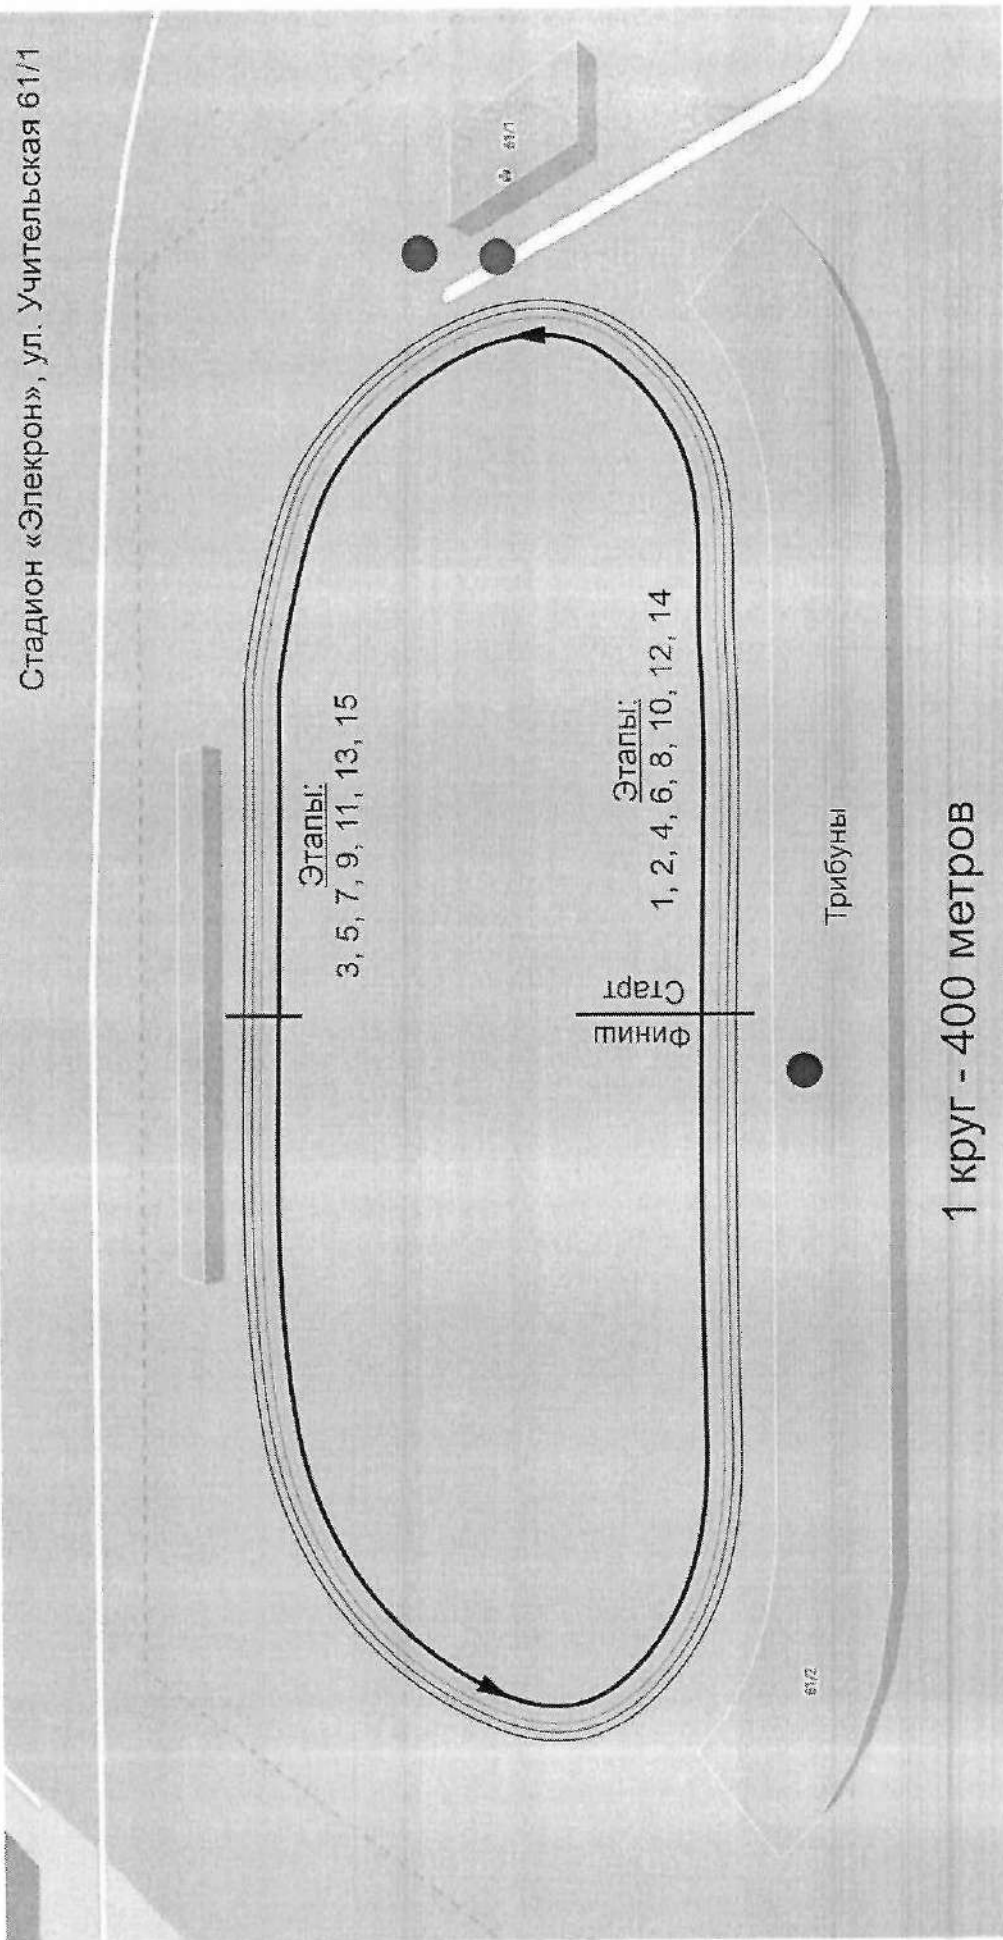 Стадион «Элекрон», ул. Учительская 61/1
61/1
Этапы:
3, 5, 7, 9, 11, 13, 15
Этапы:
1, 2, 4, 6, 8, 10, 12, 14
Финиш
Старт
Трибуны
61/2
1 круг - 400 метров